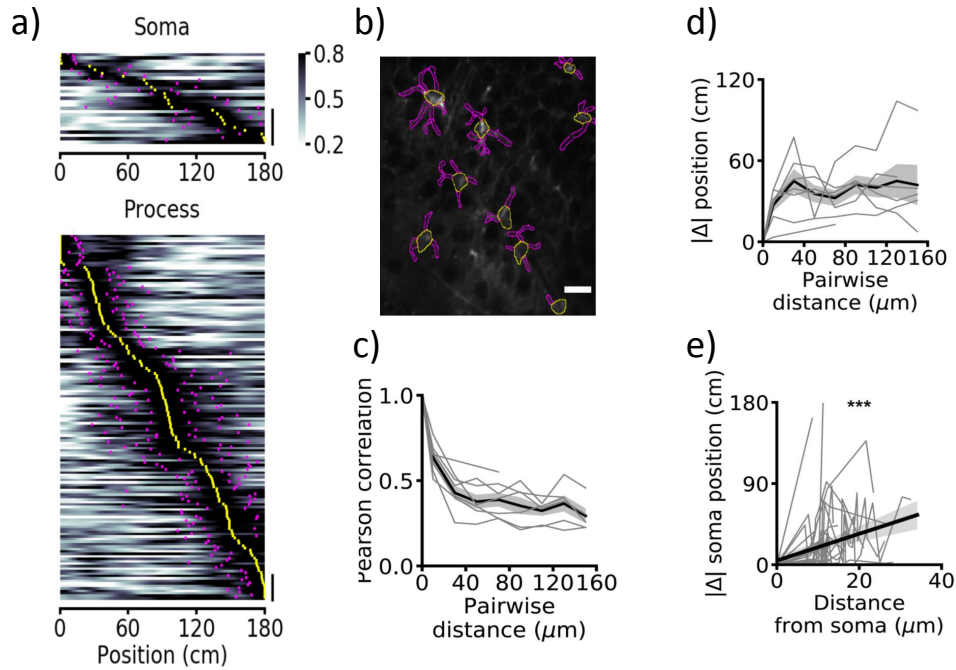 a)
Soma
0.8
0.5
0.2
0 60 120 180
Process
0 60 120 180
Position (cm)
b)
c)
Pearson correlation
1.0
0.5
0.0
0 40 80 120 160
Pairwise
distance (μm)
d)
|Δ| position (cm)
120
60
0
0 40 80 120 160
Pairwise
distance (μm)
e)
|Δ| soma position (cm)
180
90
0
***
0 20 40
Distance
from soma (μm)